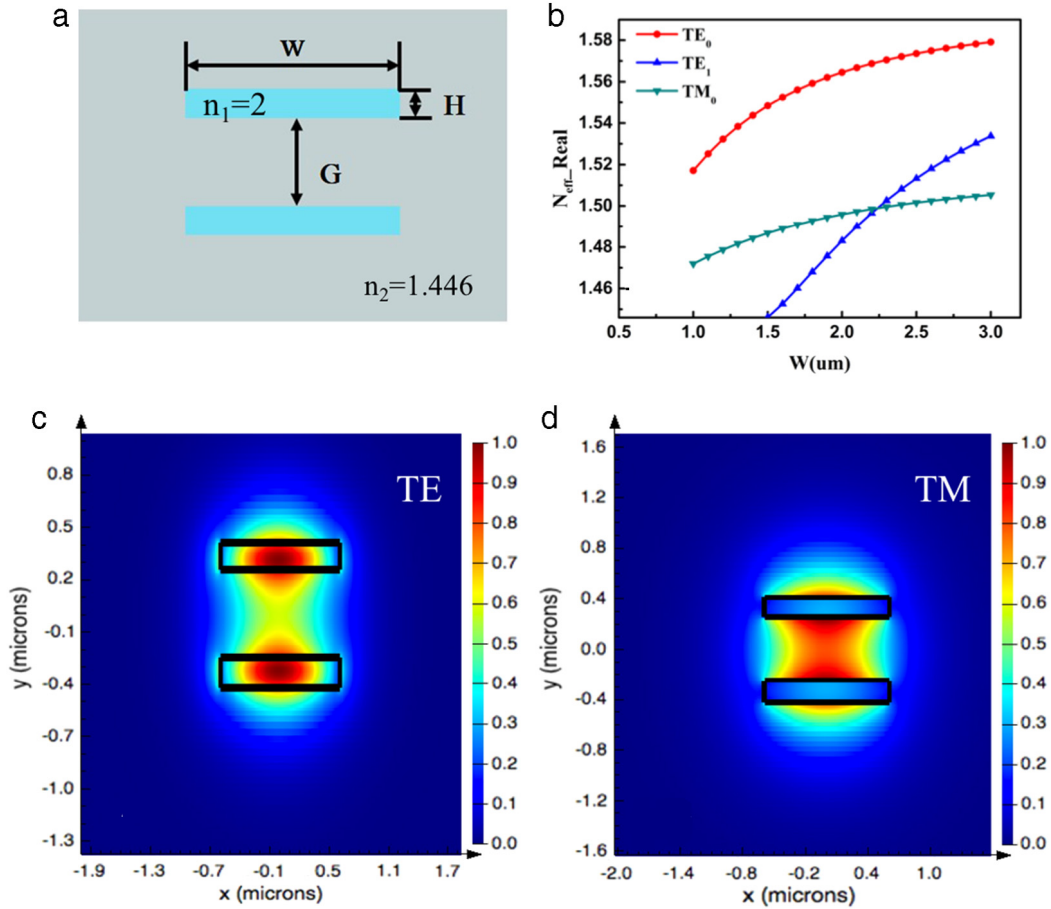 a
W
n1=2
H
G
n2=1.446
b
TE0
TE1
TM0
1.58
1.56
1.54
1.52
1.50
1.48
1.46
Neff_Real
0.5 1.0 1.5 2.0 2.5 3.0
W(um)
c
TE
0.8
0.5
0.2
-0.1
-0.4
-0.7
-1.0
-1.3
y (microns)
-1.9 -1.3 -0.7 -0.1 0.5 1.1 1.7
x (microns)
1.0
0.9
0.8
0.7
0.6
0.5
0.4
0.3
0.2
0.1
0.0
d
TM
1.6
1.2
0.8
0.4
0.0
-0.4
-0.8
-1.2
-1.6
y (microns)
-2.0 -1.4 -0.8 -0.2 0.4 1.0
x (microns)
1.0
0.9
0.8
0.7
0.6
0.5
0.4
0.3
0.2
0.1
0.0